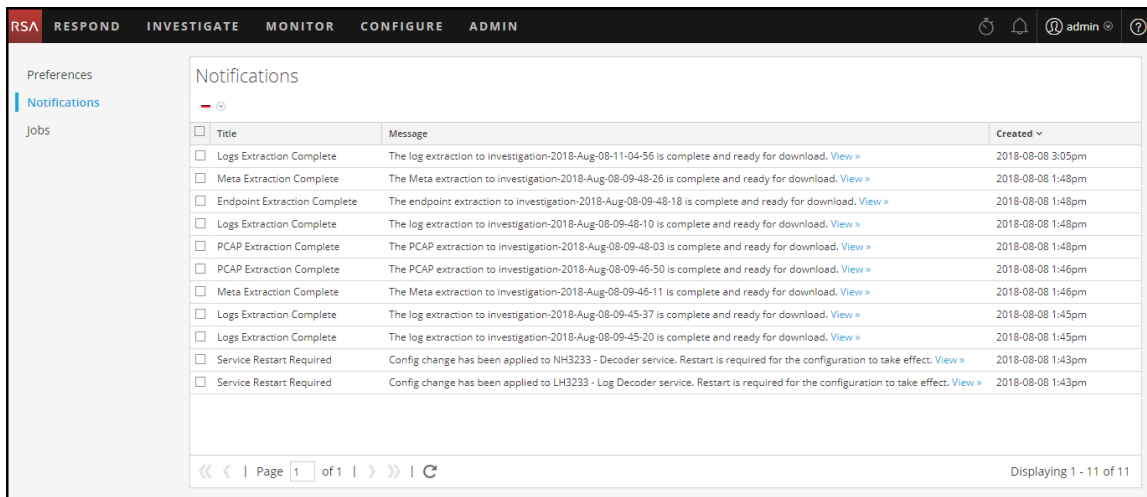 RSA RESPOND INVESTIGATE MONITOR CONFIGURE ADMIN admin ?
Preferences
Notifications
Jobs
Notifications
Title Message Created
Logs Extraction Complete The log extraction to investigation-2018-Aug-08-11-04-56 is complete and ready for download. View » 2018-08-08 3:05pm
Meta Extraction Complete The Meta extraction to investigation-2018-Aug-08-09-48-26 is complete and ready for download. View » 2018-08-08 1:48pm
Endpoint Extraction Complete The endpoint extraction to investigation-2018-Aug-08-09-48-18 is complete and ready for download. View » 2018-08-08 1:48pm
Logs Extraction Complete The log extraction to investigation-2018-Aug-08-09-48-10 is complete and ready for download. View » 2018-08-08 1:48pm
PCAP Extraction Complete The PCAP extraction to investigation-2018-Aug-08-09-48-03 is complete and ready for download. View » 2018-08-08 1:48pm
PCAP Extraction Complete The PCAP extraction to investigation-2018-Aug-08-09-46-50 is complete and ready for download. View » 2018-08-08 1:46pm
Meta Extraction Complete The Meta extraction to investigation-2018-Aug-08-09-46-11 is complete and ready for download. View » 2018-08-08 1:46pm
Logs Extraction Complete The log extraction to investigation-2018-Aug-08-09-45-37 is complete and ready for download. View » 2018-08-08 1:45pm
Logs Extraction Complete The log extraction to investigation-2018-Aug-08-09-45-20 is complete and ready for download. View » 2018-08-08 1:45pm
Service Restart Required Config change has been applied to NH3233 - Decoder service. Restart is required for the configuration to take effect. View » 2018-08-08 1:43pm
Service Restart Required Config change has been applied to LH3233 - Log Decoder service. Restart is required for the configuration to take effect. View » 2018-08-08 1:43pm
Page 1 of 1 Displaying 1 - 11 of 11